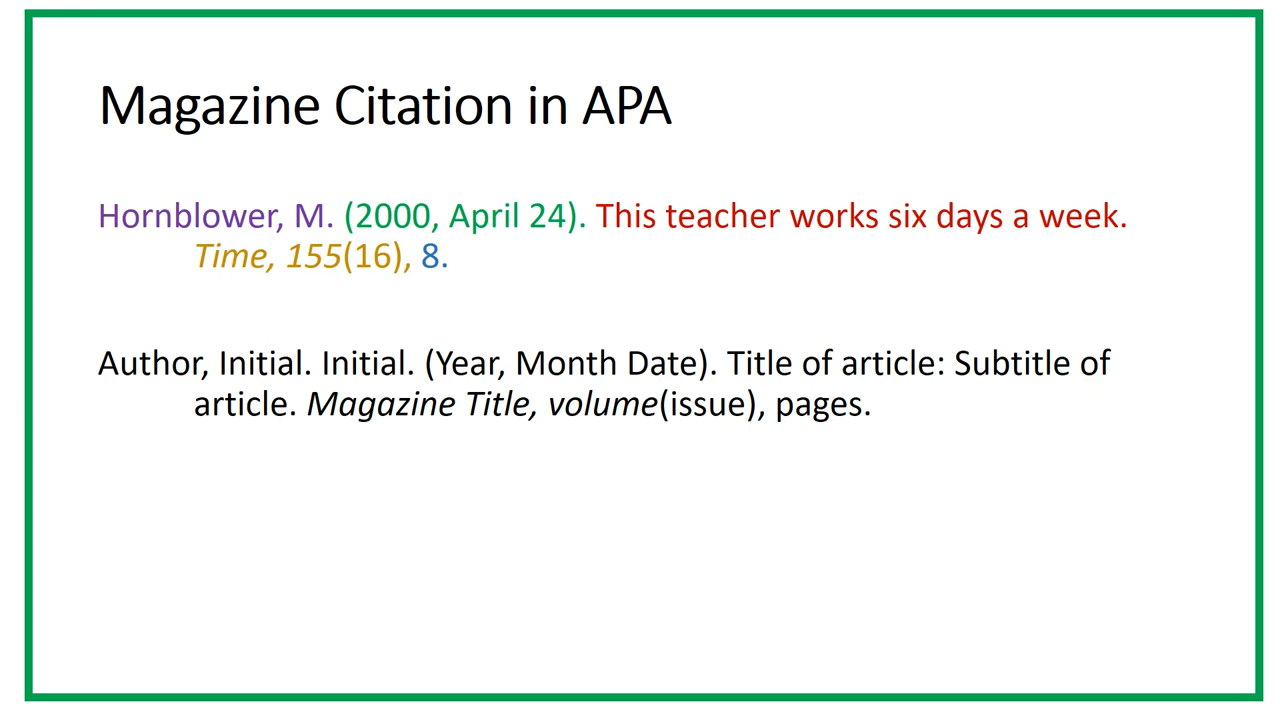 Magazine Citation in APA
Hornblower, M. (2000, April 24). This teacher works six days a week.
Time, 155(16), 8.
Author, Initial. Initial. (Year, Month Date). Title of article: Subtitle of
article. Magazine Title, volume(issue), pages.